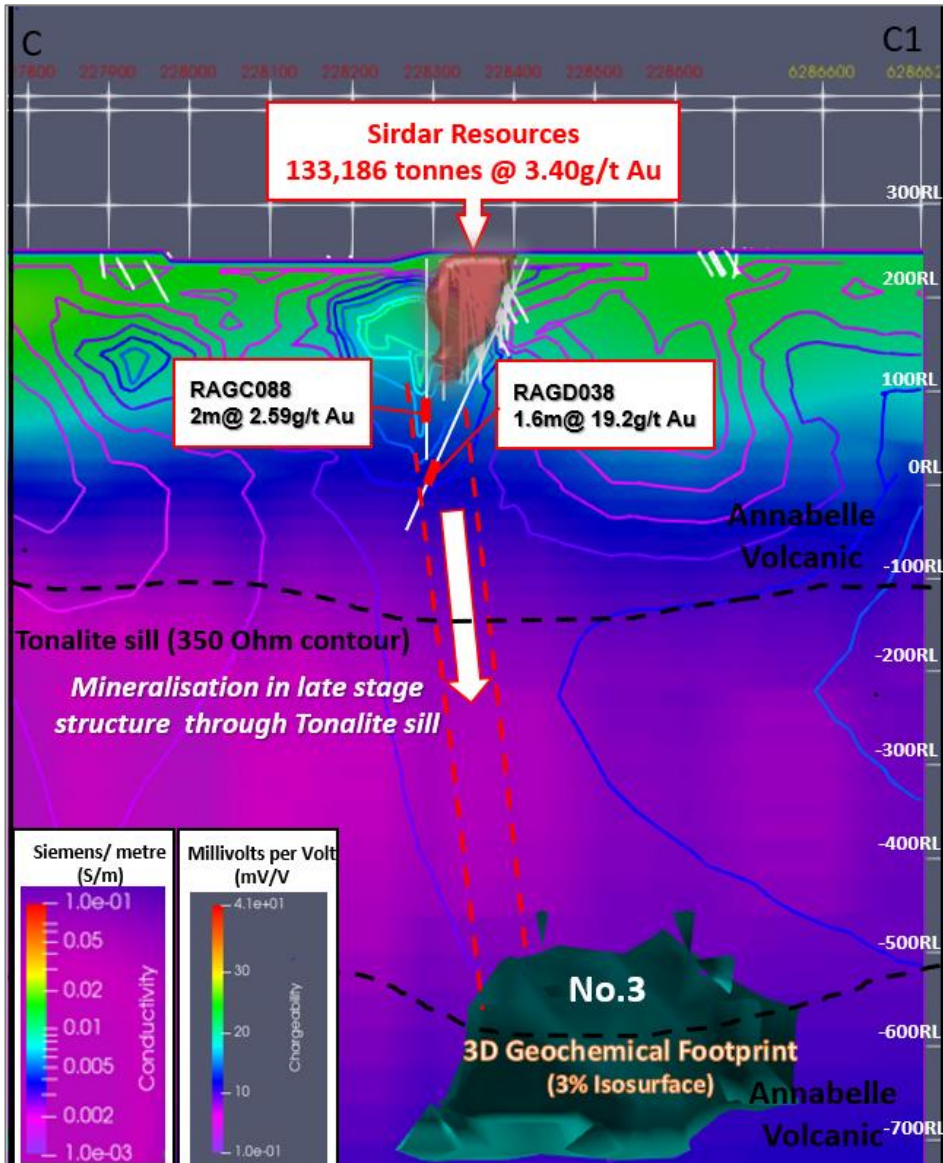 C
C1
7800 227900 228000 228100 228200 228300 228400 228500 228600 6286600 628662
Sirdar Resources
133,186 tonnes @ 3.40g/t Au
300RL
200RL
RAGC088
2m@ 2.59g/t Au
RAGD038
1.6m@ 19.2g/t Au
100RL
0RL
Annabelle
Volcanic
-100RL
Tonalite sill (350 Ohm contour)
Mineralisation in late stage
structure through Tonalite sill
-200RL
-300RL
-400RL
-500RL
-600RL
-700RL
Siemens/ metre
(S/m)
1.0e-01
0.05
0.02
0.01
0.005
0.002
1.0e-03
Conductivity
Millivolts per Volt
(mV/V
4.1e+01
30
20
10
1.0e-01
Chargeability
No.3
3D Geochemical Footprint
(3% Isosurface)
Annabelle
Volcanic